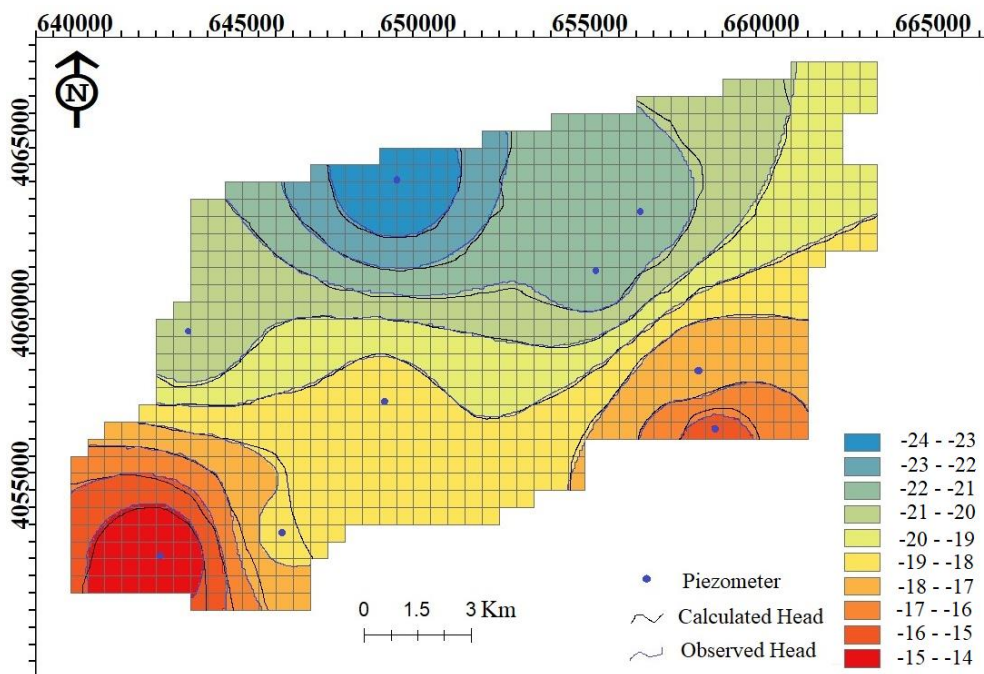 640000 645000 650000 655000 660000 665000
N
4065000
4060000
4055000
-24 - -23
-23 - -22
-22 - -21
-21 - -20
-20 - -19
-19 - -18
-18 - -17
-17 - -16
-16 - -15
-15 - -14
Piezometer
Calculated Head
Observed Head
0 1.5 3 Km